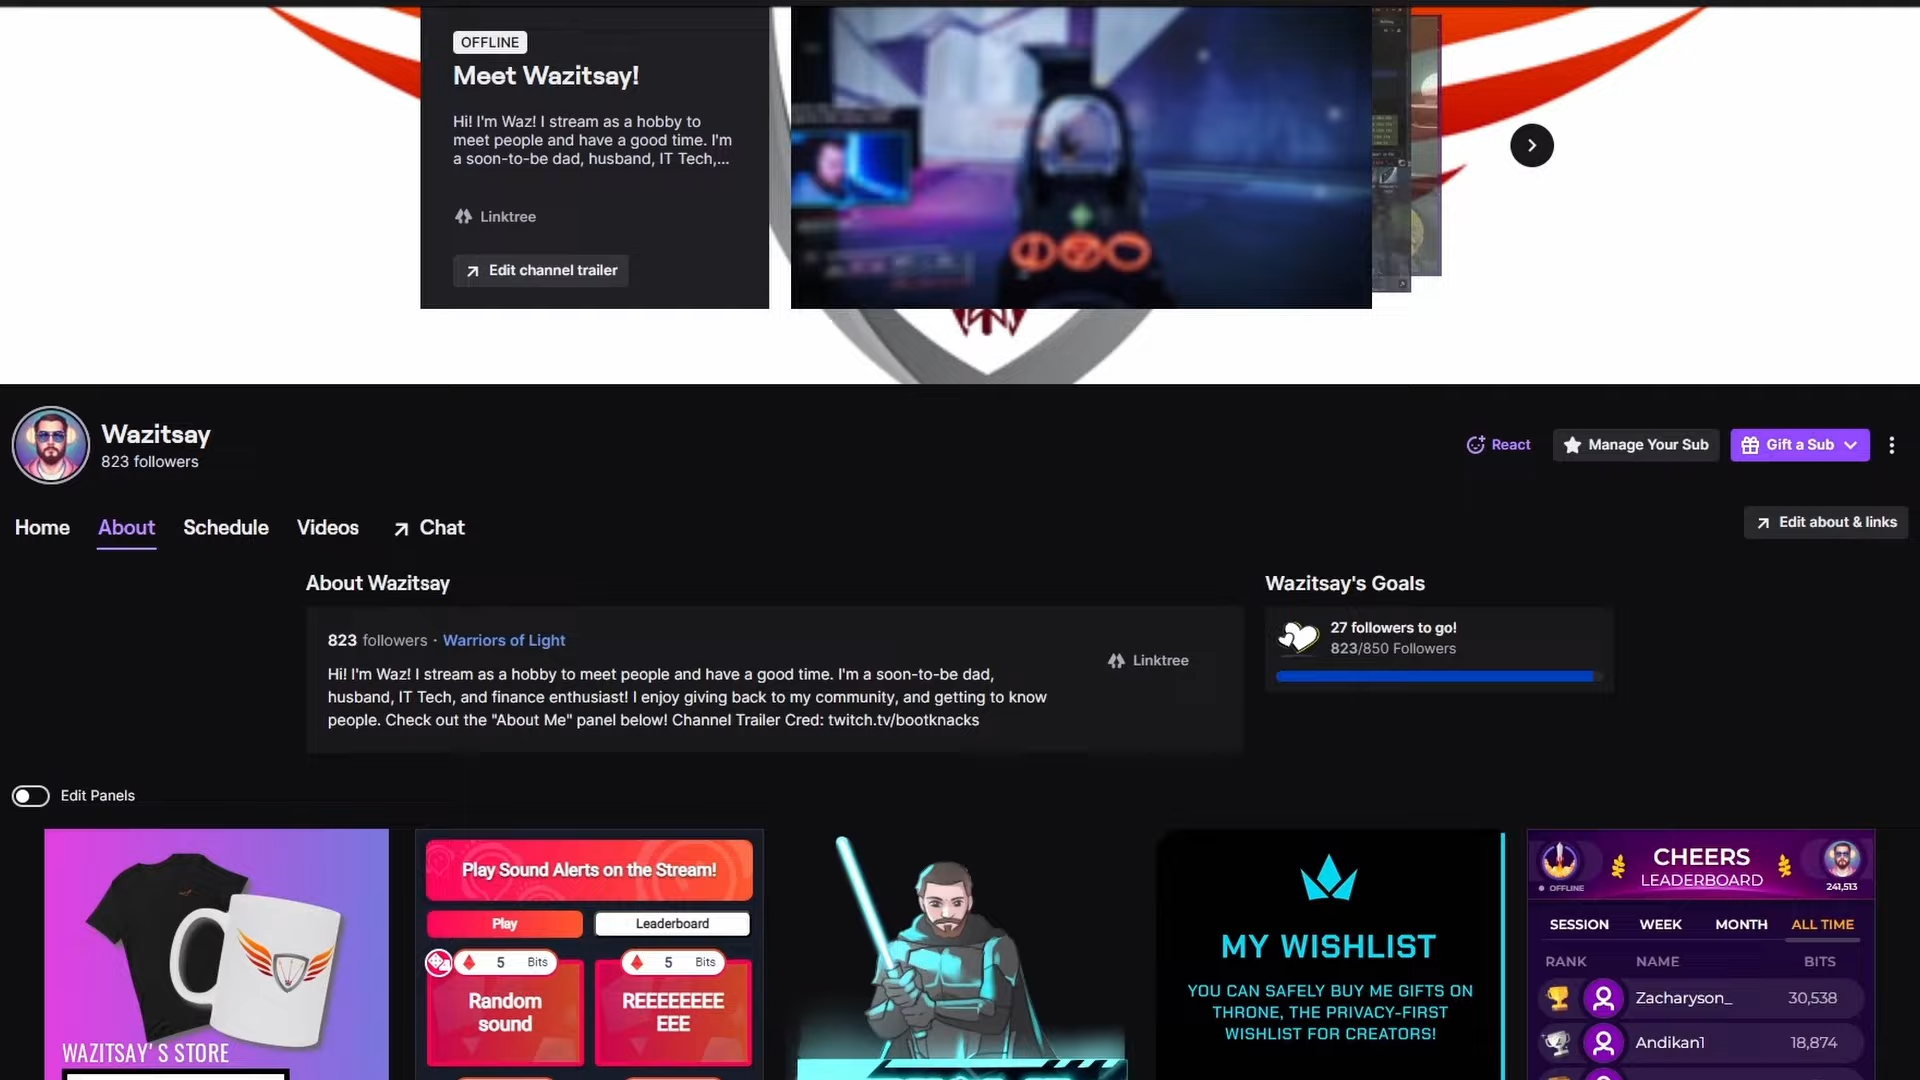 OFFLINE
Meet Wazitsay!
Hi! I'm Waz! I stream as a hobby to
meet people and have a good time. I'm
a soon-to-be dad, husband, IT Tech,...
Linktree
Edit channel trailer
Wazitsay
823 followers
React
Manage Your Sub
Gift a Sub
Home
About
Schedule
Videos
Chat
Edit about & links
About Wazitsay
823 followers · Warriors of Light
Hi! I'm Waz! I stream as a hobby to meet people and have a good time. I'm a soon-to-be dad,
husband, IT Tech, and finance enthusiast! I enjoy giving back to my community, and getting to know
people. Check out the "About Me" panel below! Channel Trailer Cred: twitch.tv/bootknacks
Linktree
Wazitsay's Goals
27 followers to go!
823/850 Followers
Edit Panels
WAZITSAY'S STORE
Play Sound Alerts on the Stream!
Play
Leaderboard
5 Bits
Random
sound
5 Bits
REEEEEEEE
EEE
MY WISHLIST
YOU CAN SAFELY BUY ME GIFTS ON
THRONE, THE PRIVACY-FIRST
WISHLIST FOR CREATORS!
OFFLINE
CHEERS
LEADERBOARD
241,513
SESSION
WEEK
MONTH
ALL TIME
RANK
NAME
BITS
Zacharyson_
30,538
Andikan1
18,874